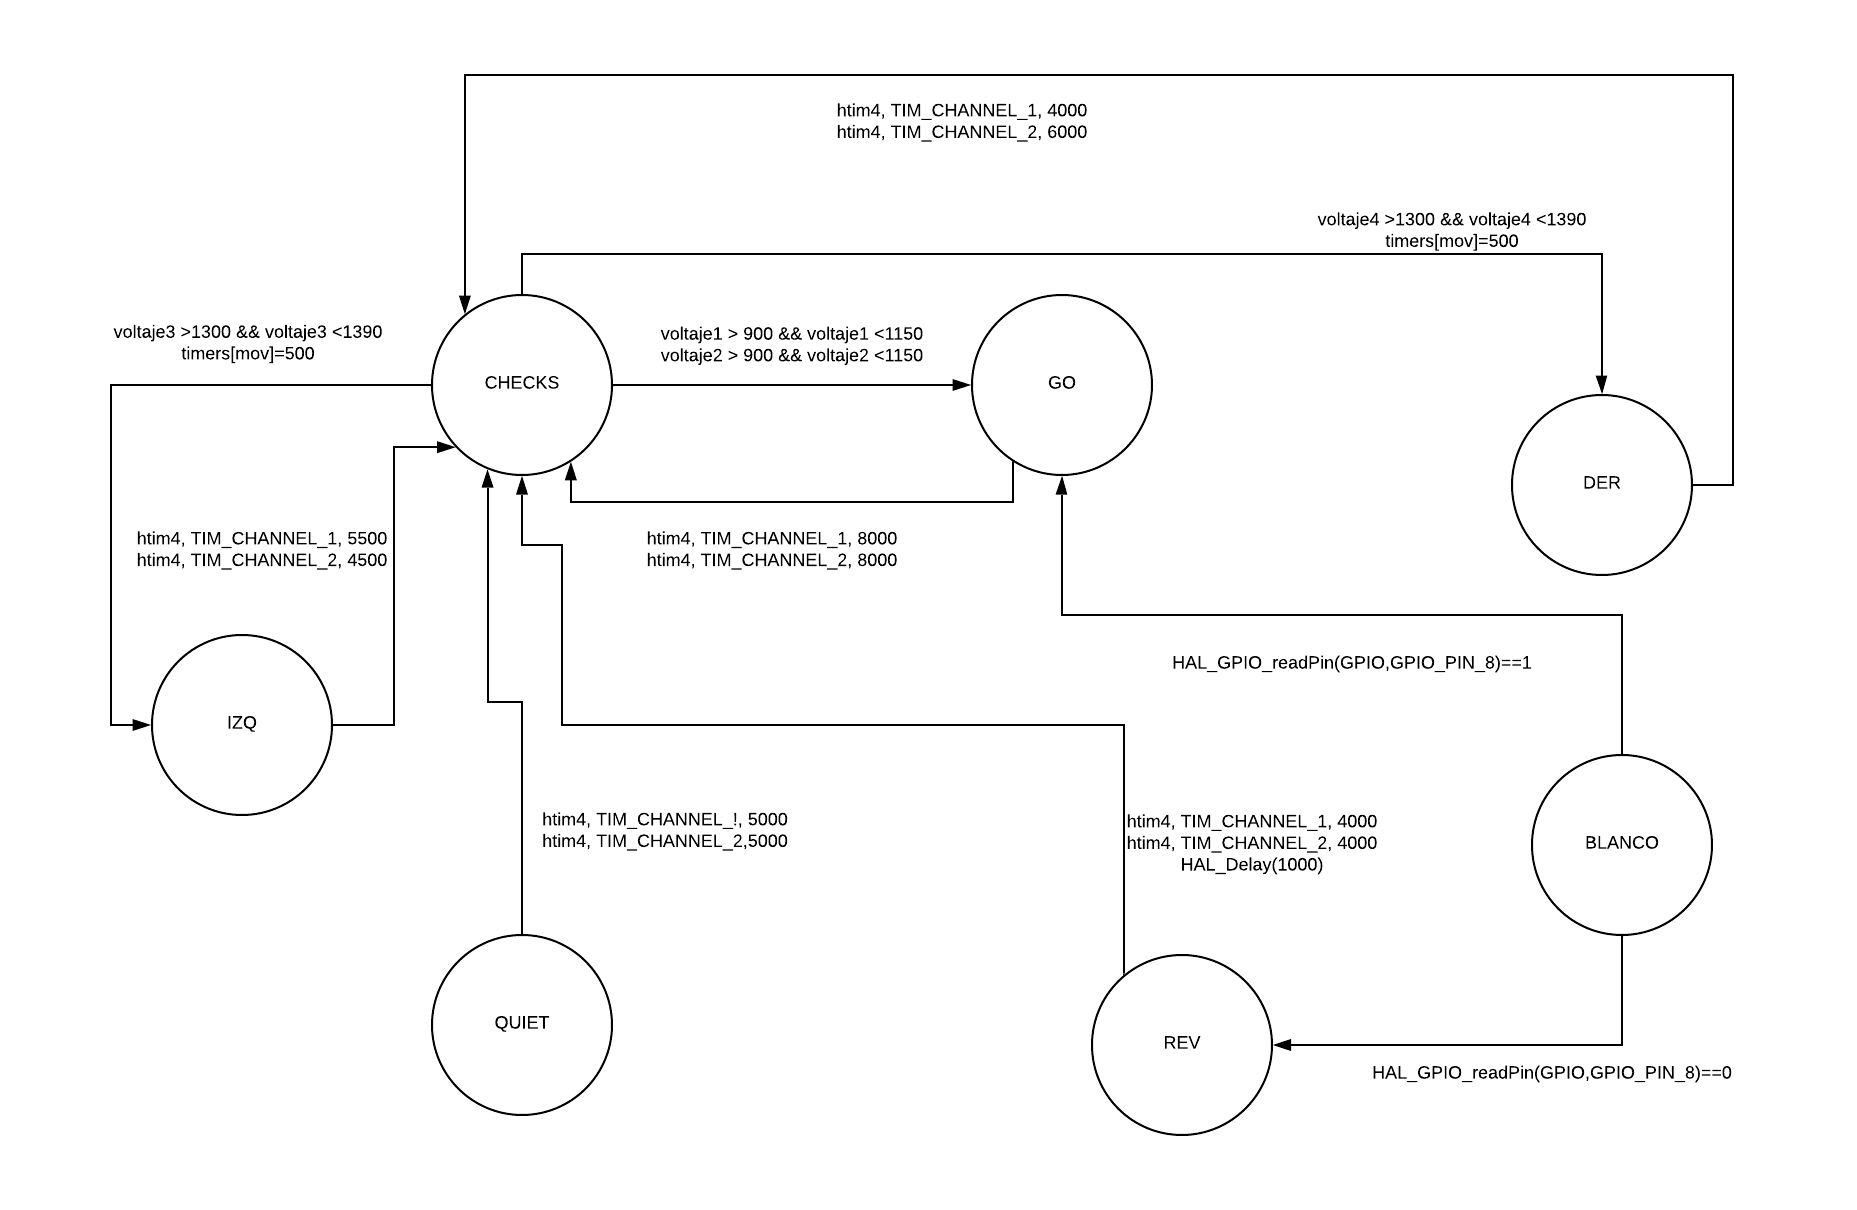 htim4, TIM_CHANNEL_1, 4000
htim4, TIM_CHANNEL_2, 6000
voltaje4 >1300 && voltaje4 <1390
timers[mov]=500
voltaje3 >1300 && voltaje3 <1390
timers[mov]=500
voltaje1 > 900 && voltaje1 <1150
voltaje2 > 900 && voltaje2 <1150
CHECKS
GO
DER
htim4, TIM_CHANNEL_1, 5500
htim4, TIM_CHANNEL_2, 4500
htim4, TIM_CHANNEL_1, 8000
htim4, TIM_CHANNEL_2, 8000
HAL_GPIO_readPin(GPIO,GPIO_PIN_8)==1
IZQ
htim4, TIM_CHANNEL_!, 5000
htim4, TIM_CHANNEL_2,5000
htim4, TIM_CHANNEL_1, 4000
htim4, TIM_CHANNEL_2, 4000
HAL_Delay(1000)
BLANCO
QUIET
REV
HAL_GPIO_readPin(GPIO,GPIO_PIN_8)==0